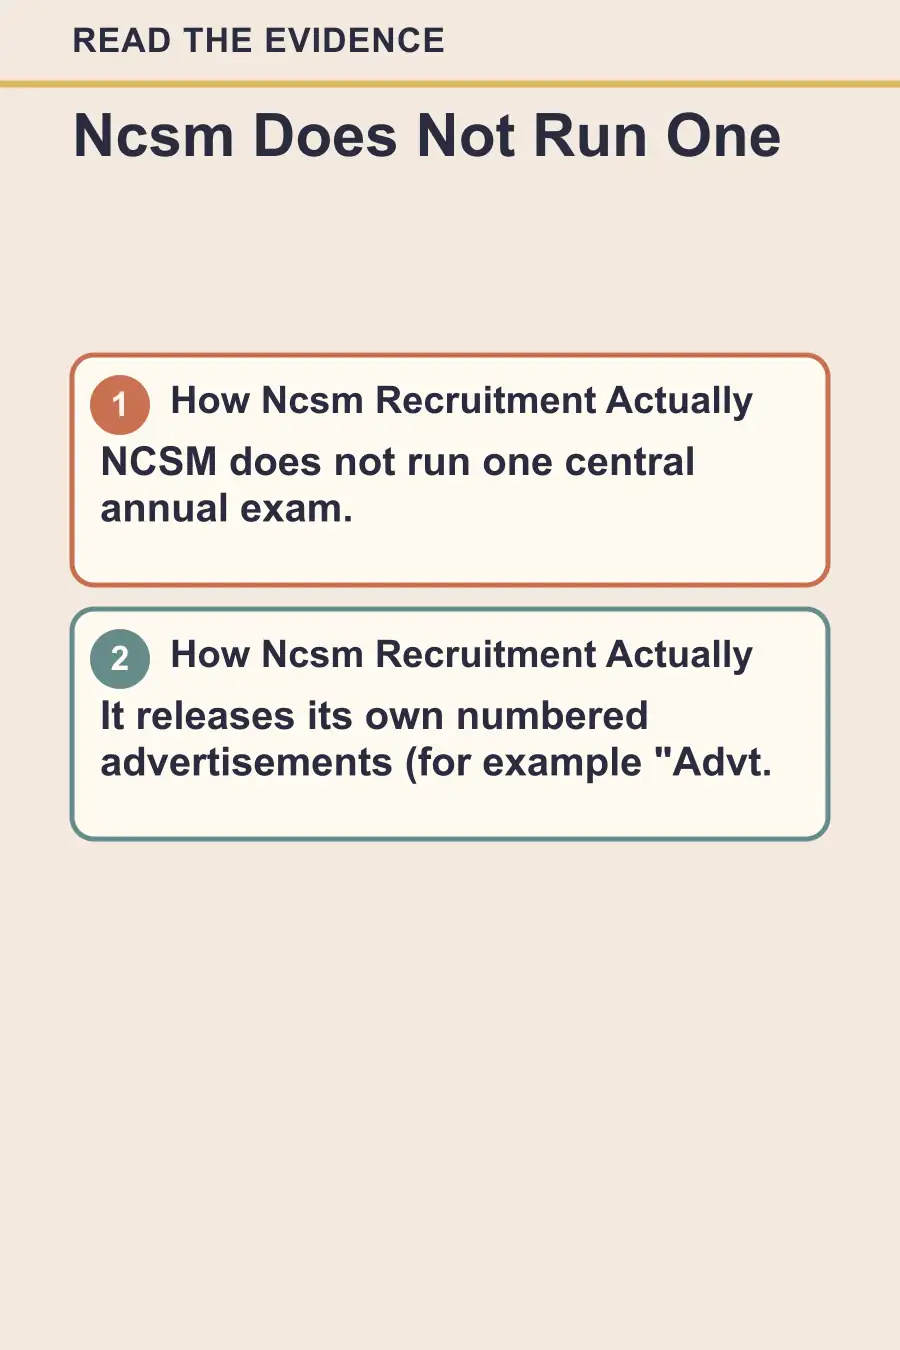 READ THE EVIDENCE
Ncsm Does Not Run One
1
How Ncsm Recruitment Actually
NCSM does not run one central
annual exam.
2
How Ncsm Recruitment Actually
It releases its own numbered
advertisements (for example "Advt.